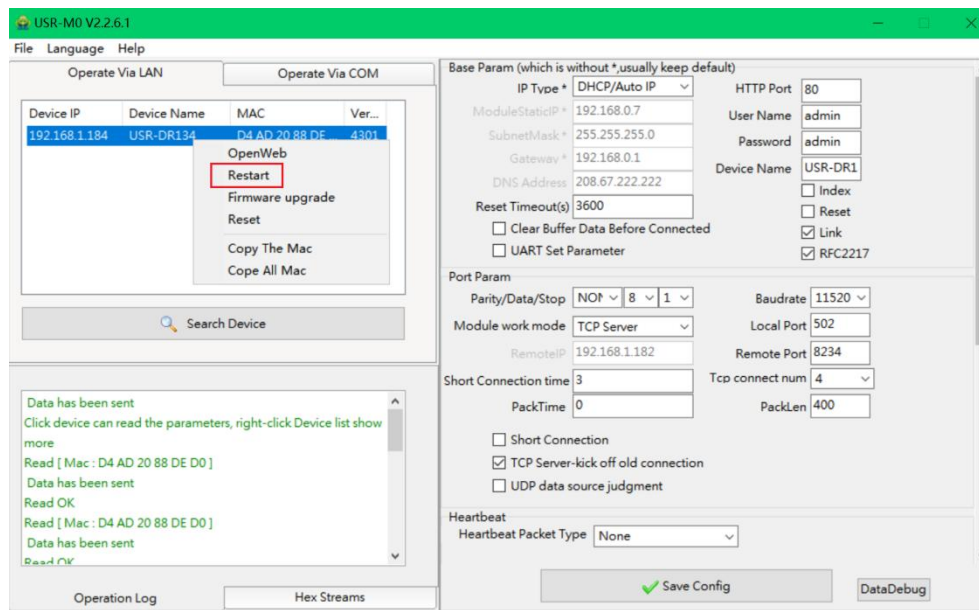 USR-M0 V2.2.6.1
File Language Help
Operate Via LAN Operate Via COM
Device IP Device Name MAC Ver...
192.168.1.184 USR-DR134 D4 AD 20 88 DE ... 4301
OpenWeb
Restart
Firmware upgrade
Reset
Copy The Mac
Cope All Mac
Search Device
Data has been sent
Click device can read the parameters, right-click Device list show
more
Read [ Mac : D4 AD 20 88 DE D0 ]
Data has been sent
Read OK
Read [ Mac : D4 AD 20 88 DE D0 ]
Data has been sent
Read OK
Operation Log Hex Streams
Base Param (which is without *,usually keep default)
IP Type * DHCP/Auto IP HTTP Port 80
ModuleStaticIP * 192.168.0.7 User Name admin
SubnetMask * 255.255.255.0 Password admin
Gateway * 192.168.0.1 Device Name USR-DR1
DNS Address 208.67.222.222 Index
Reset Timeout(s) 3600 Reset
Clear Buffer Data Before Connected Link
UART Set Parameter RFC2217
Port Param
Parity/Data/Stop NON 8 1 Baudrate 11520
Module work mode TCP Server Local Port 502
RemoteIP 192.168.1.182 Remote Port 8234
Short Connection time 3 Tcp connect num 4
PackTime 0 PackLen 400
Short Connection
TCP Server-kick off old connection
UDP data source judgment
Heartbeat
Heartbeat Packet Type None
Save Config DataDebug